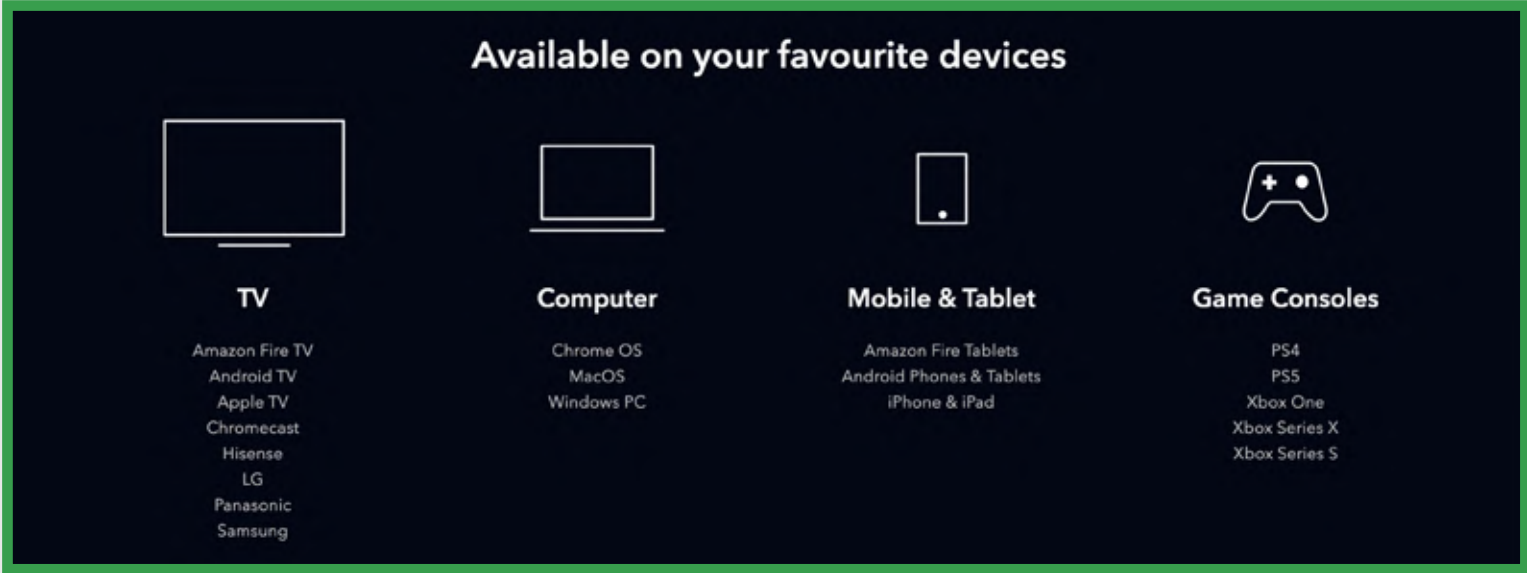 Available on your favourite devices
TV
Amazon Fire TV
Android TV
Apple TV
Chromecast
Hisense
LG
Panasonic
Samsung
Computer
Chrome OS
MacOS
Windows PC
Mobile & Tablet
Amazon Fire Tablets
Android Phones & Tablets
iPhone & iPad
Game Consoles
PS4
PS5
Xbox One
Xbox Series X
Xbox Series S